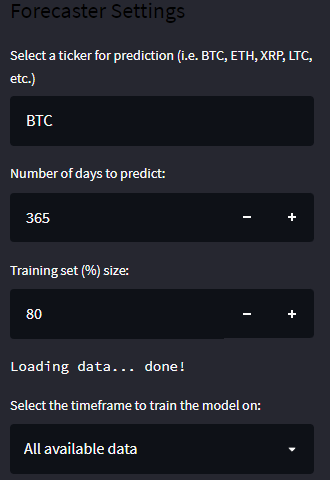 Forecaster Settings
Select a ticker for prediction (i.e. BTC, ETH, XRP, LTC,
etc.)
BTC
Number of days to predict:
365 − +
Training set (%) size:
80 − +
Loading data... done!
Select the timeframe to train the model on:
All available data